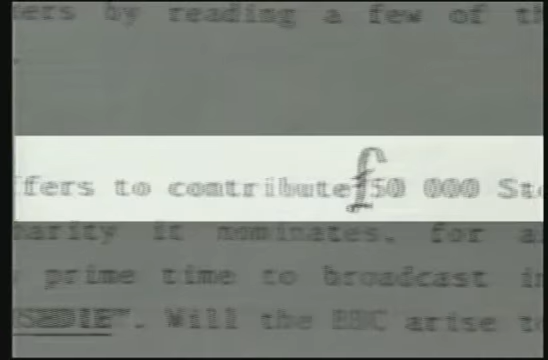 ers by reading a few of th
.
ffers to contribute £50 000 St
harity it nominates, for a
prime time to broadcast i
". Will the BBC arise t